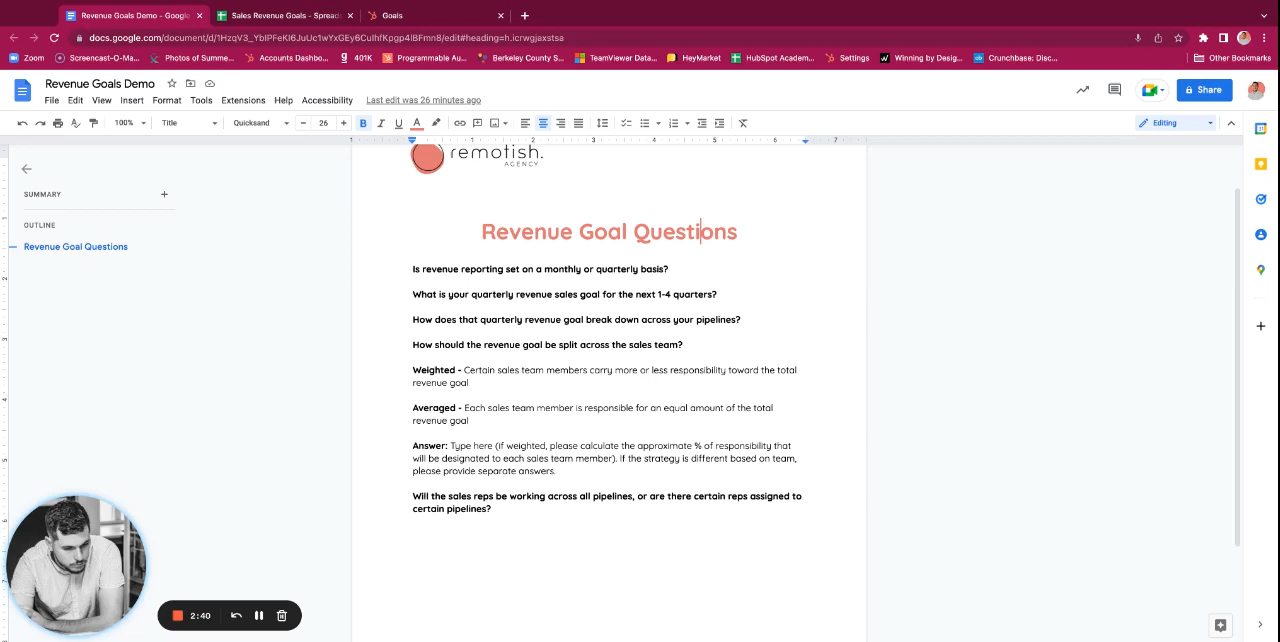 Revenue Goals Demo - Google
Sales Revenue Goals - Spreads
Goals
docs.google.com/document/d/1HzqV3_YbIPFeKI6JuUc1wYxGEy6CuIhfKpgp4lBFmn8/edit#heading=h.icrwgjaxstsa
Zoom
Screencast-O-Ma...
Photos of Summe...
Accounts Dashbo...
401K
Programmable Au...
Berkeley County S...
TeamViewer Data...
HeyMarket
HubSpot Academ...
Settings
Winning by Desig...
Crunchbase: Disc...
Other Bookmarks
Revenue Goals Demo
File Edit View Insert Format Tools Extensions Help Accessibility Last edit was 26 minutes ago
Share
100% Title Quicksand 26 B I U A
Editing
1 1 2 3 4 5 6 7
SUMMARY
OUTLINE
Revenue Goal Questions
remotish.
AGENCY
Revenue Goal Questions
Is revenue reporting set on a monthly or quarterly basis?
What is your quarterly revenue sales goal for the next 1-4 quarters?
How does that quarterly revenue goal break down across your pipelines?
How should the revenue goal be split across the sales team?
Weighted - Certain sales team members carry more or less responsibility toward the total
revenue goal
Averaged - Each sales team member is responsible for an equal amount of the total
revenue goal
Answer: Type here (if weighted, please calculate the approximate % of responsibility that
will be designated to each sales team member). If the strategy is different based on team,
please provide separate answers.
Will the sales reps be working across all pipelines, or are there certain reps assigned to
certain pipelines?
2:40